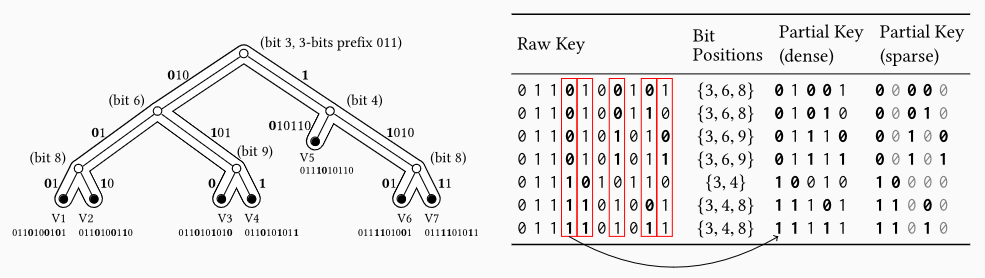 (bit 3, 3-bits prefix 011)
010 1
(bit 6) (bit 4)
01 101 010110 1010
(bit 8) (bit 9) V5 (bit 8)
0111010110
01 10 0 1 01 11
V1 V2 V3 V4 V6 V7
0110100101 0110100110 0110101010 0110101011 0111101001 0111101011
Raw Key Bit Positions Partial Key (dense) Partial Key (sparse)
0 1 1 0 1 0 0 1 0 1 {3, 6, 8} 0 1 0 0 1 0 0 0 0 0
0 1 1 0 1 0 0 1 1 0 {3, 6, 8} 0 1 0 1 0 0 0 0 1 0
0 1 1 0 1 0 1 0 1 0 {3, 6, 9} 0 1 1 1 0 0 0 1 0 0
0 1 1 0 1 0 1 0 1 1 {3, 6, 9} 0 1 1 1 1 0 0 1 0 1
0 1 1 1 0 1 0 1 1 0 {3, 4} 1 0 0 1 0 1 0 0 0 0
0 1 1 1 1 0 1 0 0 1 {3, 4, 8} 1 1 1 0 1 1 1 0 0 0
0 1 1 1 1 0 1 0 1 1 {3, 4, 8} 1 1 1 1 1 1 1 0 1 0